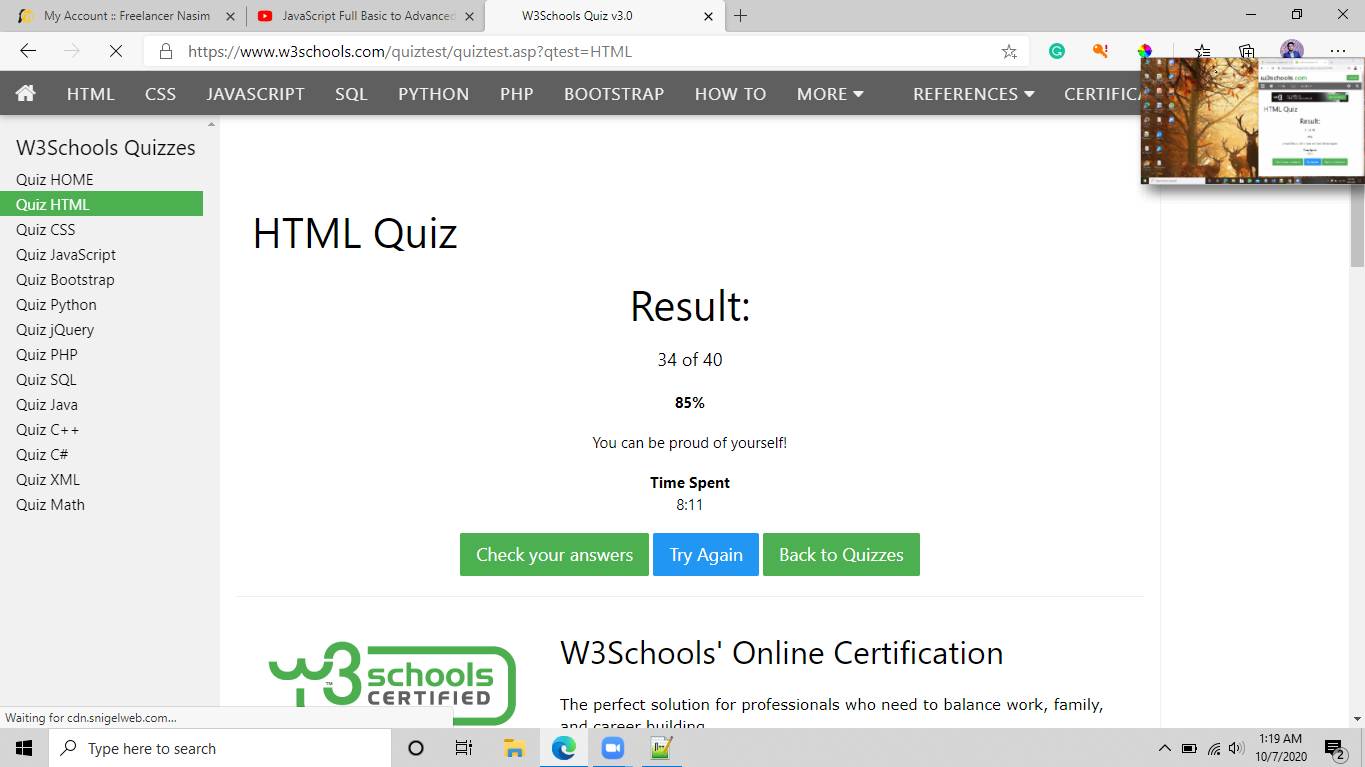 My Account :: Freelancer Nasim
JavaScript Full Basic to Advanced
W3Schools Quiz v3.0
https://www.w3schools.com/quiztest/quiztest.asp?qtest=HTML
HTML CSS JAVASCRIPT SQL PYTHON PHP BOOTSTRAP HOW TO MORE REFERENCES CERTIFICA
W3Schools Quizzes
Quiz HOME
Quiz HTML
Quiz CSS
Quiz JavaScript
Quiz Bootstrap
Quiz Python
Quiz jQuery
Quiz PHP
Quiz SQL
Quiz Java
Quiz C++
Quiz C#
Quiz XML
Quiz Math
w3schools.com
HTML Quiz
Result:
HTML Quiz
Result:
34 of 40
85%
You can be proud of yourself!
Time Spent
8:11
Check your answers Try Again Back to Quizzes
w3schools
CERTIFIED
TM
W3Schools' Online Certification
The perfect solution for professionals who need to balance work, family,
and career building.
Waiting for cdn.snigelweb.com...
Type here to search
1:19 AM
10/7/2020
2